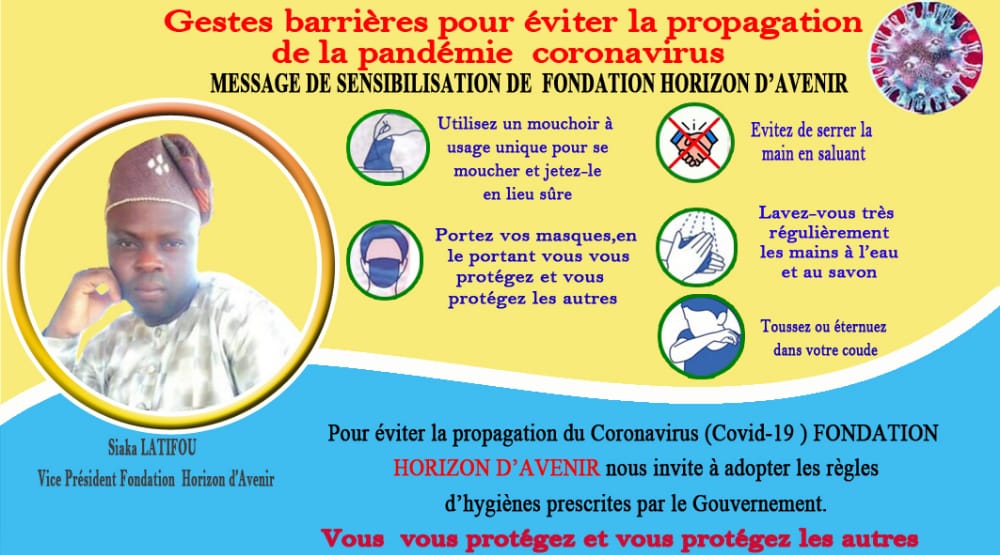 Gestes barrières pour éviter la propagation
de la pandémie coronavirus
MESSAGE DE SENSIBILISATION DE FONDATION HORIZON D'AVENIR
Utilisez un mouchoir à
usage unique pour se
moucher et jetez-le
en lieu sûre
Portez vos masques,en
le portant vous vous
protégez et vous
protégez les autres
Evitez de serrer la
main en saluant
Lavez-vous très
régulièrement
les mains à l'eau
et au savon
Toussez ou éternuez
dans votre coude
Siaka LATIFOU
Vice Président Fondation Horizon d'Avenir
Pour éviter la propagation du Coronavirus (Covid-19 ) FONDATION
HORIZON D'AVENIR nous invite à adopter les règles
d'hygiènes prescrites par le Gouvernement.
Vous vous protégez et vous protégez les autres